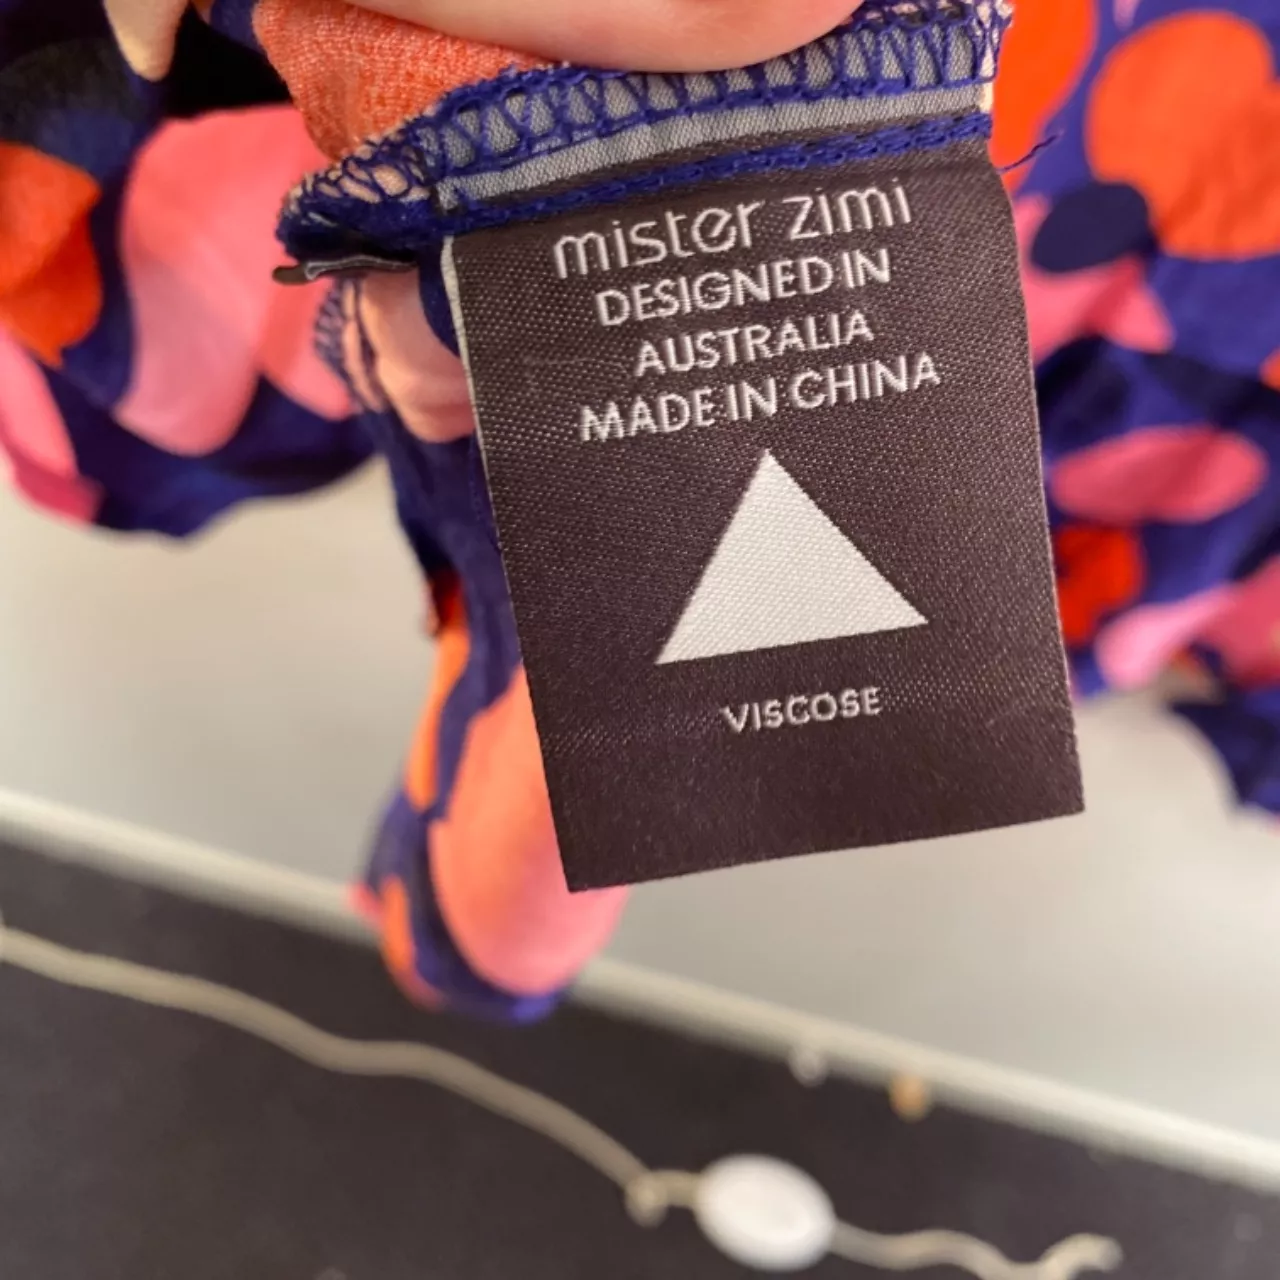 mister zimi
DESIGNED IN
AUSTRALIA
MADE IN CHINA
VISCOSE